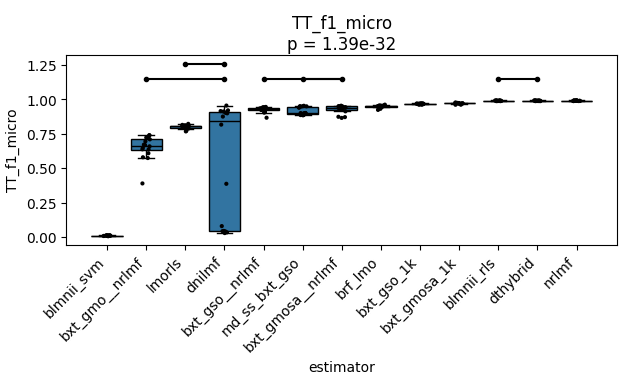 TT_f1_micro
p = 1.39e-32
TT_f1_micro
1.25
1.00
0.75
0.50
0.25
0.00
blmnii_svm
bxt_gmo__nrlmf
lmorls
dnilmf
bxt_gso__nrlmf
md_ss_bxt_gso
bxt_gmosa__nrlmf
brf_lmo
bxt_gso_1k
bxt_gmosa_1k
blmnii_rls
dthybrid
nrlmf
estimator